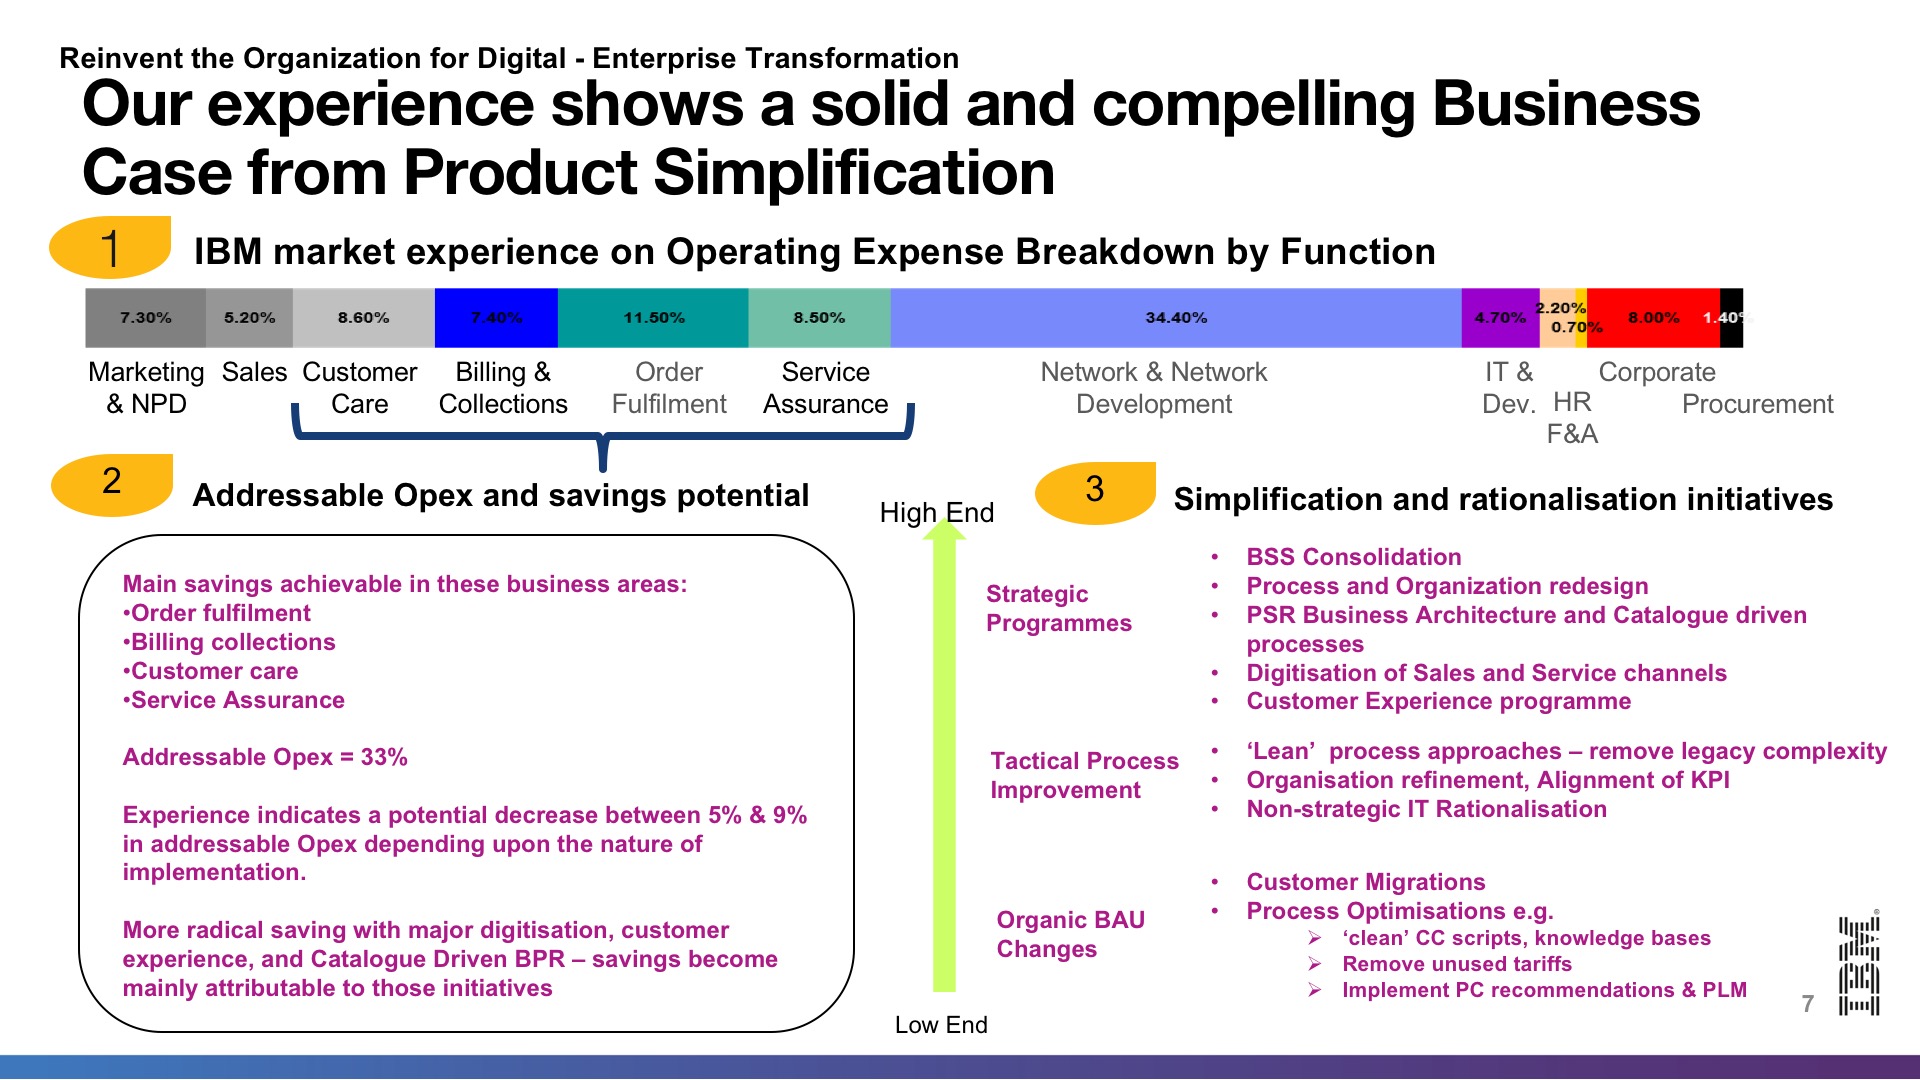 Reinvent the Organization for Digital - Enterprise Transformation
Our experience shows a solid and compelling Business
Case from Product Simplification
1
IBM market experience on Operating Expense Breakdown by Function
7.30% 5.20% 8.60% 7.40% 11.50% 8.50% 34.40% 4.70% 2.20% 0.70% 8.00% 1.40%
Marketing
& NPD
Sales
Customer
Care
Billing &
Collections
Order
Fulfilment
Service
Assurance
Network & Network
Development
IT &
Dev.
HR
F&A
Corporate
Procurement
2
Addressable Opex and savings potential
Main savings achievable in these business areas:
•Order fulfilment
•Billing collections
•Customer care
•Service Assurance
Addressable Opex = 33%
Experience indicates a potential decrease between 5% & 9%
in addressable Opex depending upon the nature of
implementation.
More radical saving with major digitisation, customer
experience, and Catalogue Driven BPR – savings become
mainly attributable to those initiatives
High End
Low End
3
Simplification and rationalisation initiatives
Strategic
Programmes
• BSS Consolidation
• Process and Organization redesign
• PSR Business Architecture and Catalogue driven
processes
• Digitisation of Sales and Service channels
• Customer Experience programme
Tactical Process
Improvement
• ‘Lean’ process approaches – remove legacy complexity
• Organisation refinement, Alignment of KPI
• Non-strategic IT Rationalisation
Organic BAU
Changes
• Customer Migrations
• Process Optimisations e.g.
➢ ‘clean’ CC scripts, knowledge bases
➢ Remove unused tariffs
➢ Implement PC recommendations & PLM
7
IBM®